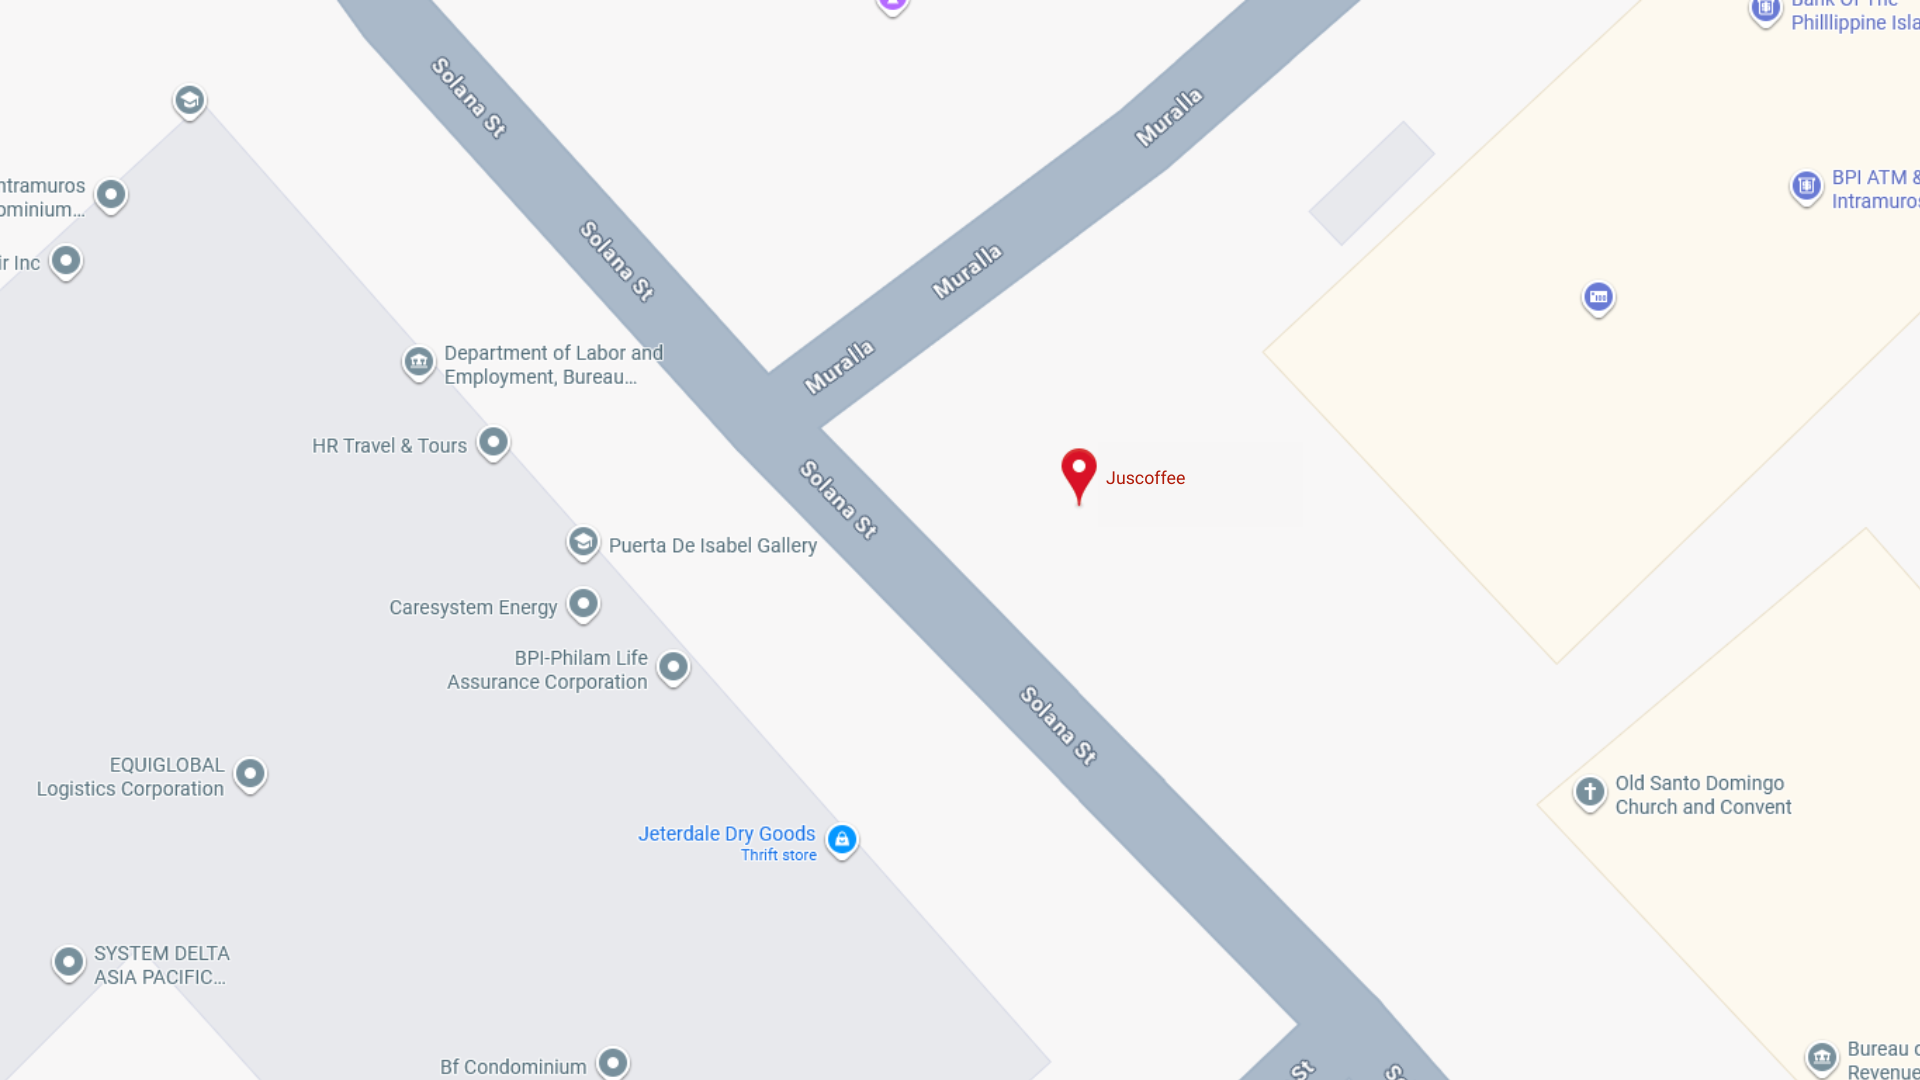 Bank Of The
Philllippine Isla
Solana St
Muralla
ntramuros
ominium...
BPI ATM &
Intramuros
Solana St
Muralla
ir Inc
Muralla
Department of Labor and
Employment, Bureau...
HR Travel & Tours
Solana St
Juscoffee
Puerta De Isabel Gallery
Caresystem Energy
BPI-Philam Life
Assurance Corporation
Solana St
EQUIGLOBAL
Logistics Corporation
Old Santo Domingo
Church and Convent
Jeterdale Dry Goods
Thrift store
SYSTEM DELTA
ASIA PACIFIC...
Bf Condominium
St
Bureau o
Revenue